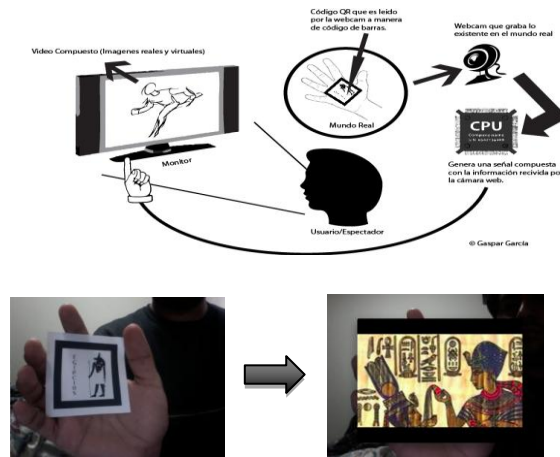 Código QR que es leido
por la webcam a manera
de código de barras.
Webcam que graba lo
existente en el mundo real
Video Compuesto (Imagenes reales y virtuales)
Mundo Real
CPU
Monitor
Genera una señal compuesta
con la información recivida por
la cámara web.
Usuario/Espectador
© Gaspar García
EGIPCIOS